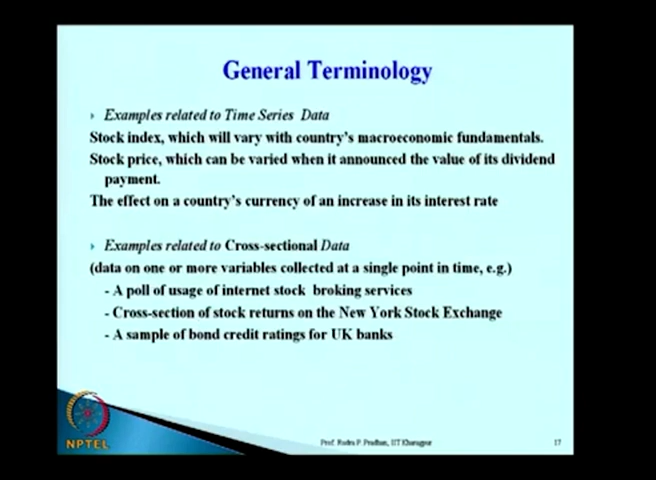 General Terminology
Examples related to Time Series Data
Stock index, which will vary with country's macroeconomic fundamentals.
Stock price, which can be varied when it announced the value of its dividend
payment.
The effect on a country's currency of an increase in its interest rate
Examples related to Cross-sectional Data
(data on one or more variables collected at a single point in time, e.g.)
- A poll of usage of internet stock broking services
- Cross-section of stock returns on the New York Stock Exchange
- A sample of bond credit ratings for UK banks
NPTEL
Prof. Rudra P. Pradhan, IIT Kharagpur
17